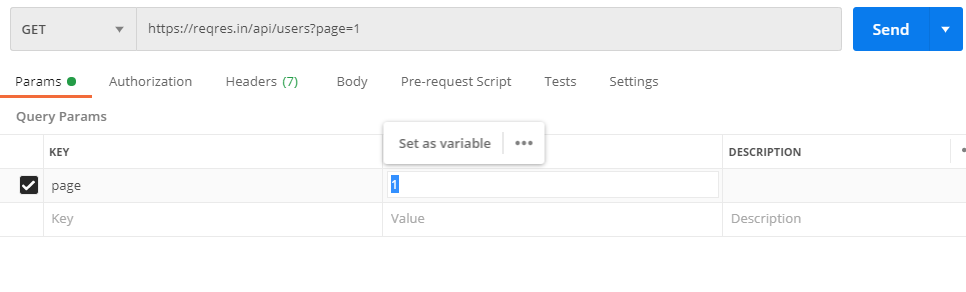 GET https://reqres.in/api/users?page=1 Send
Params Authorization Headers (7) Body Pre-request Script Tests Settings
Query Params
Set as variable •••
KEY DESCRIPTION
page 1
Key Value Description